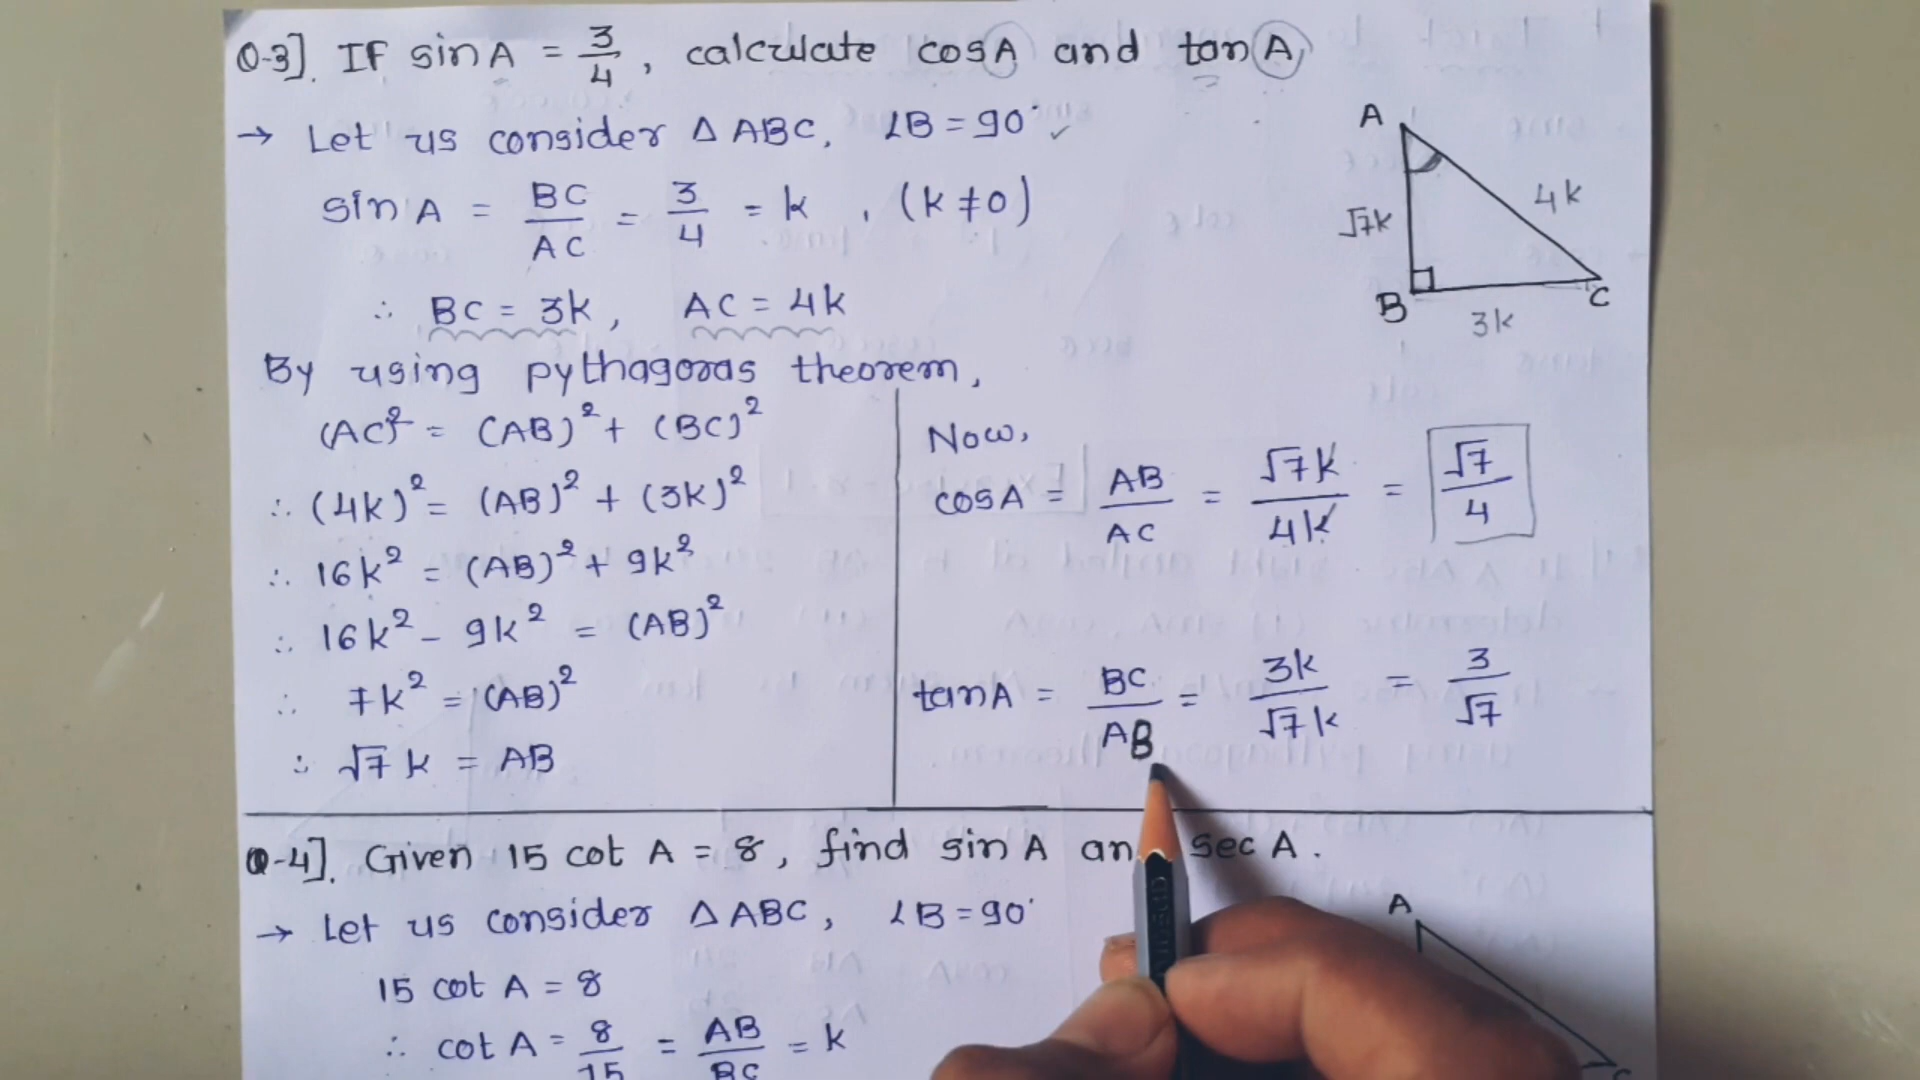 Q-3]. If sin A = 3/4, calculate cosA and tanA
→ Let us consider △ ABC, ∠B = 90°
sin A = BC/AC = 3/4 = k, (k ≠ 0)
∴ BC = 3k, AC = 4k
By using pythagoras theorem,
(AC)² = (AB)² + (BC)²
∴ (4k)² = (AB)² + (3k)²
∴ 16k² = (AB)² + 9k²
∴ 16k² - 9k² = (AB)²
∴ 7k² = (AB)²
∴ √7 k = AB
Now,
cosA = AB/AC = √7k/4k = √7/4
tanA = BC/AB = 3k/√7k = 3/√7
A
√7k
4k
B
3k
C
Q-4]. Given 15 cot A = 8, find sin A an sec A.
→ Let us consider △ ABC, ∠B = 90°
15 cot A = 8
∴ cot A = 8/15 = AB/BC = k
A